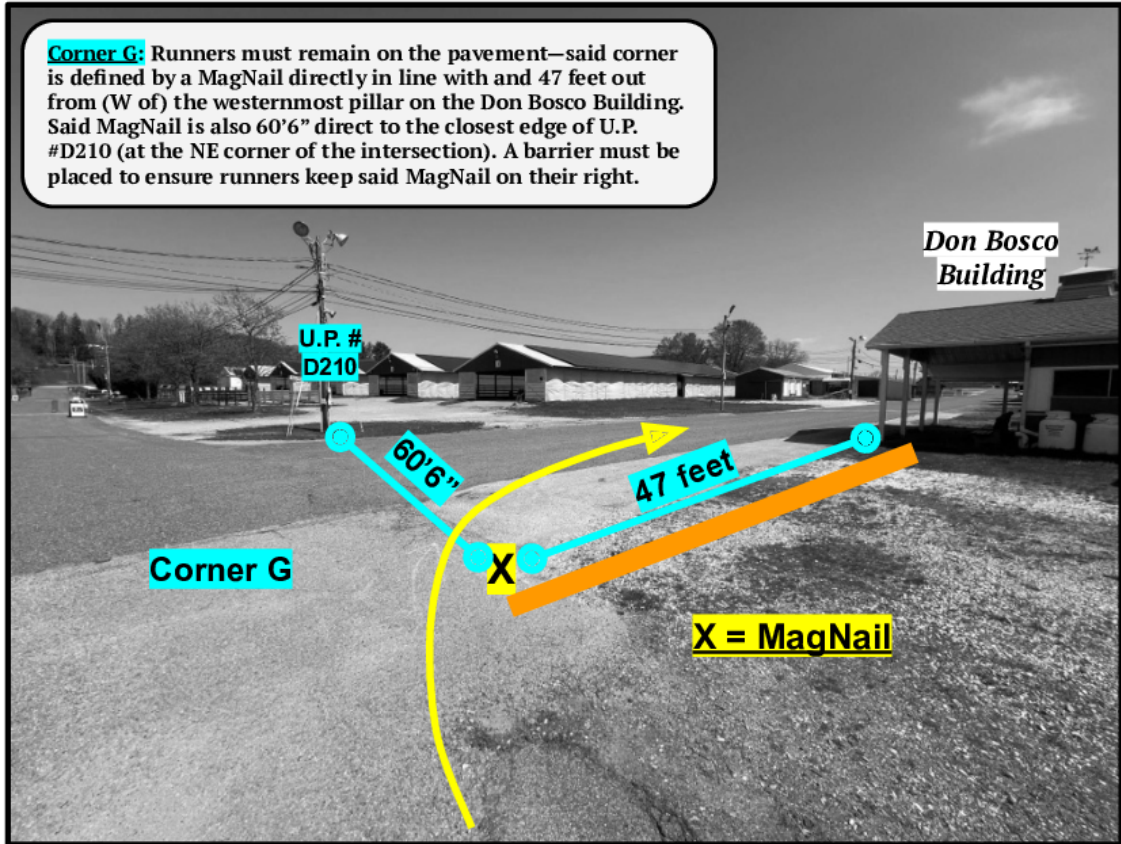 Corner G: Runners must remain on the pavement—said corner
is defined by a MagNail directly in line with and 47 feet out
from (W of) the westernmost pillar on the Don Bosco Building.
Said MagNail is also 60’6” direct to the closest edge of U.P.
#D210 (at the NE corner of the intersection). A barrier must be
placed to ensure runners keep said MagNail on their right.
Don Bosco
Building
U.P. #
D210
60’6”
47 feet
X
Corner G
X = MagNail